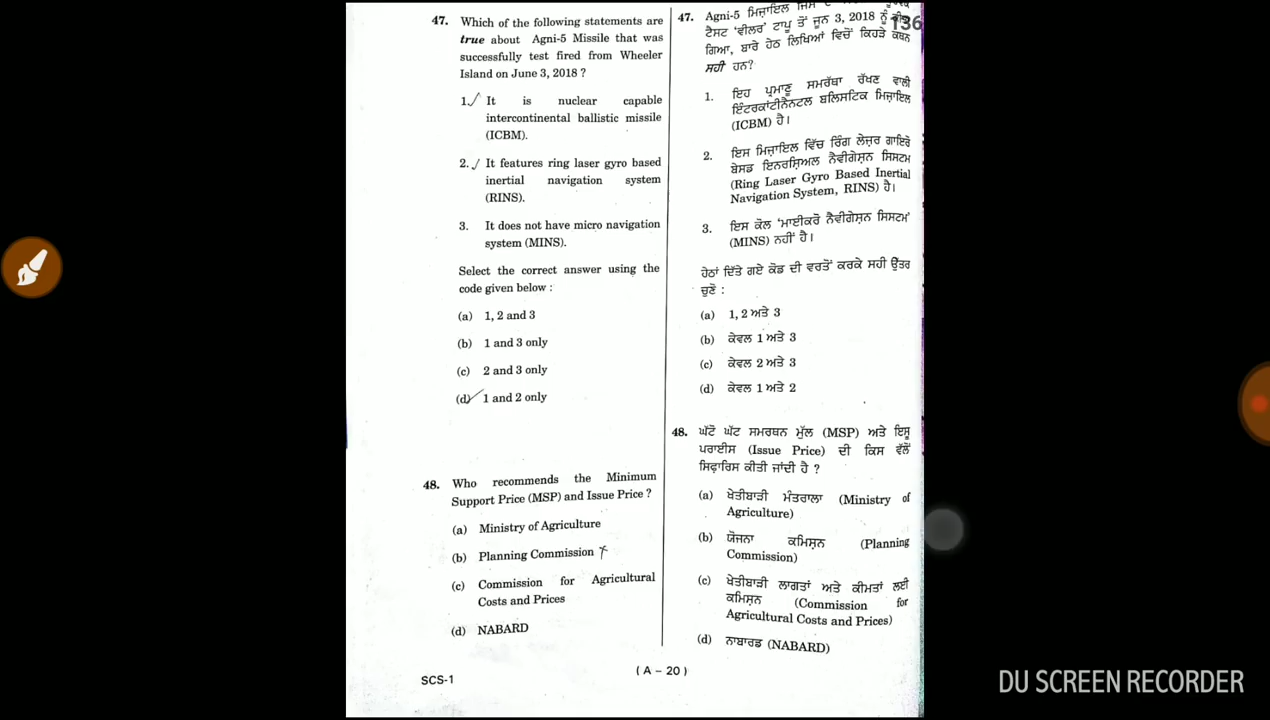 47. Which of the following statements are
true about Agni-5 Missile that was
successfully test fired from Wheeler
Island on June 3, 2018 ?
1. It is nuclear capable
intercontinental ballistic missile
(ICBM).
2. It features ring laser gyro based
inertial navigation system
(RINS).
3. It does not have micro navigation
system (MINS).
Select the correct answer using the
code given below :
(a) 1, 2 and 3
(b) 1 and 3 only
(c) 2 and 3 only
(d) 1 and 2 only
48. Who recommends the Minimum
Support Price (MSP) and Issue Price ?
(a) Ministry of Agriculture
(b) Planning Commission
(c) Commission for Agricultural
Costs and Prices
(d) NABARD
47. Agni-5 ਮਿਜ਼ਾਇਲ ਜਿਸ
ਟੈਸਟ 'ਵੀਲਰ' ਟਾਪੂ ਤੋਂ ਜੂਨ 3, 2018 ਨੂੰ
ਗਿਆ, ਬਾਰੇ ਹੇਠ ਲਿਖਿਆਂ ਵਿਚੋਂ ਕਿਹੜੇ ਕਥਨ
ਸਹੀ ਹਨ?
136
1. ਇਹ ਪ੍ਰਮਾਣੂ ਸਮਰੱਥਾ ਰੱਖਣ ਵਾਲੀ
ਇੰਟਰਕਾਂਟੀਨੈਨਟਲ ਬਲਿਸਟਿਕ ਮਿਜ਼ਾਇਲ
(ICBM) ਹੈ।
2. ਇਸ ਮਿਜ਼ਾਇਲ ਵਿੱਚ ਰਿੰਗ ਲੇਜ਼ਰ ਗਾਇਰੋ
ਬੇਸਡ ਇਨਰਸ਼ਿਅਲ ਨੈਵੀਗੇਸ਼ਨ ਸਿਸਟਮ
(Ring Laser Gyro Based Inertial
Navigation System, RINS) ਹੈ।
3. ਇਸ ਕੋਲ 'ਮਾਈਕਰੋ ਨੈਵੀਗੇਸ਼ਨ ਸਿਸਟਮ'
(MINS) ਨਹੀਂ ਹੈ।
ਹੇਠਾਂ ਦਿੱਤੇ ਗਏ ਕੋਡ ਦੀ ਵਰਤੋਂ ਕਰਕੇ ਸਹੀ ਉੱਤਰ
ਚੁਣੋ :
(a) 1, 2 ਅਤੇ 3
(b) ਕੇਵਲ 1 ਅਤੇ 3
(c) ਕੇਵਲ 2 ਅਤੇ 3
(d) ਕੇਵਲ 1 ਅਤੇ 2
48. ਘੱਟੋ ਘੱਟ ਸਮਰਥਨ ਮੁੱਲ (MSP) ਅਤੇ ਇਸੂ
ਪਰਾਈਸ (Issue Price) ਦੀ ਕਿਸ ਵੱਲੋਂ
ਸਿਫ਼ਾਰਿਸ ਕੀਤੀ ਜਾਂਦੀ ਹੈ ?
(a) ਖੇਤੀਬਾੜੀ ਮੰਤਰਾਲਾ (Ministry of
Agriculture)
(b) ਯੋਜਨਾ ਕਮਿਸ਼ਨ (Planning
Commission)
(c) ਖੇਤੀਬਾੜੀ ਲਾਗਤਾਂ ਅਤੇ ਕੀਮਤਾਂ ਲਈ
ਕਮਿਸ਼ਨ (Commission for
Agricultural Costs and Prices)
(d) ਨਾਬਾਰਡ (NABARD)
SCS-1
( A – 20 )
DU SCREEN RECORDER